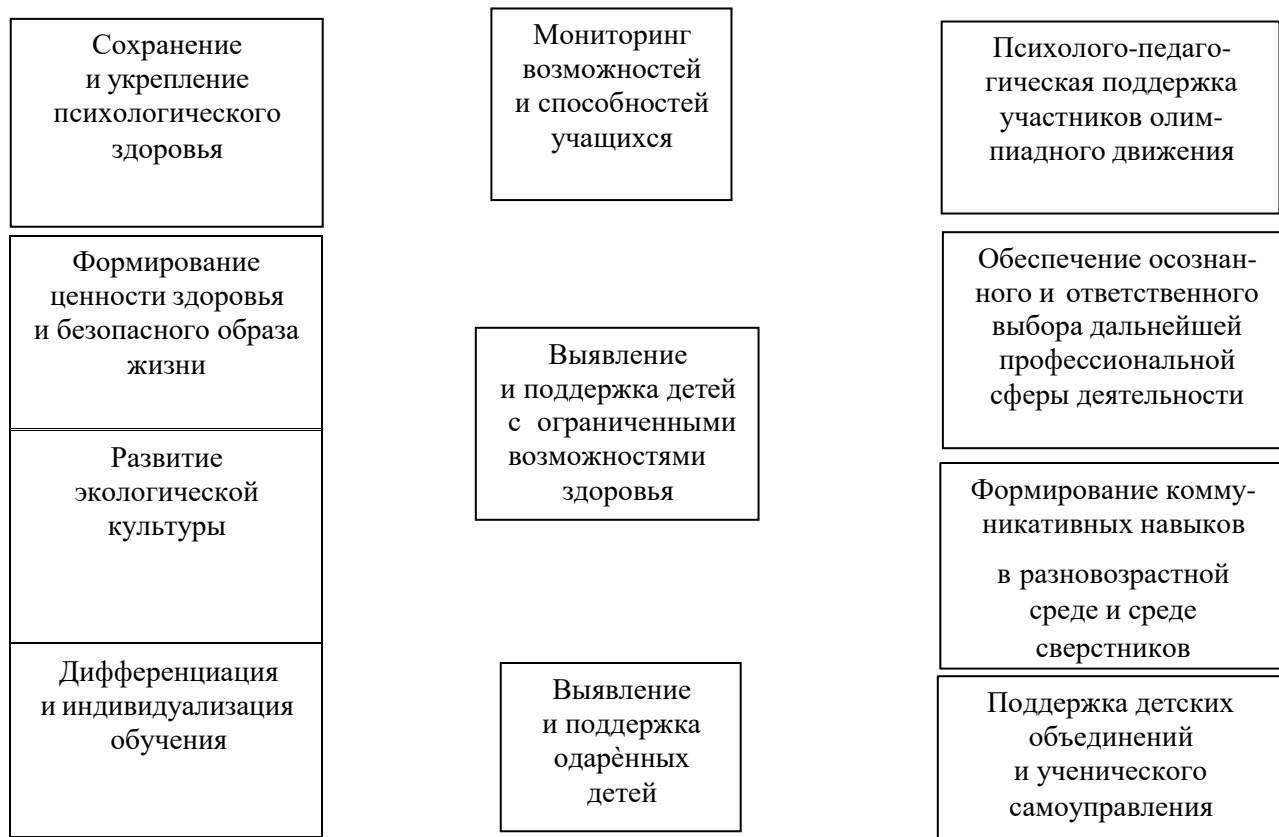 Сохранение
и укрепление
психологического
здоровья
Формирование
ценности здоровья
и безопасного образа
жизни
Развитие
экологической
культуры
Дифференциация
и индивидуализация
обучения
Мониторинг
возможностей
и способностей
учащихся
Выявление
и поддержка детей
с ограниченными
возможностями
здоровья
Выявление
и поддержка
одарѐнных
детей
Психолого-педаго-
гическая поддержка
участников олим-
пиадного движения
Обеспечение осознан-
ного и ответственного
выбора дальнейшей
профессиональной
сферы деятельности
Формирование комму-
никативных навыков
в разновозрастной
среде и среде
сверстников
Поддержка детских
объединений
и ученического
самоуправления